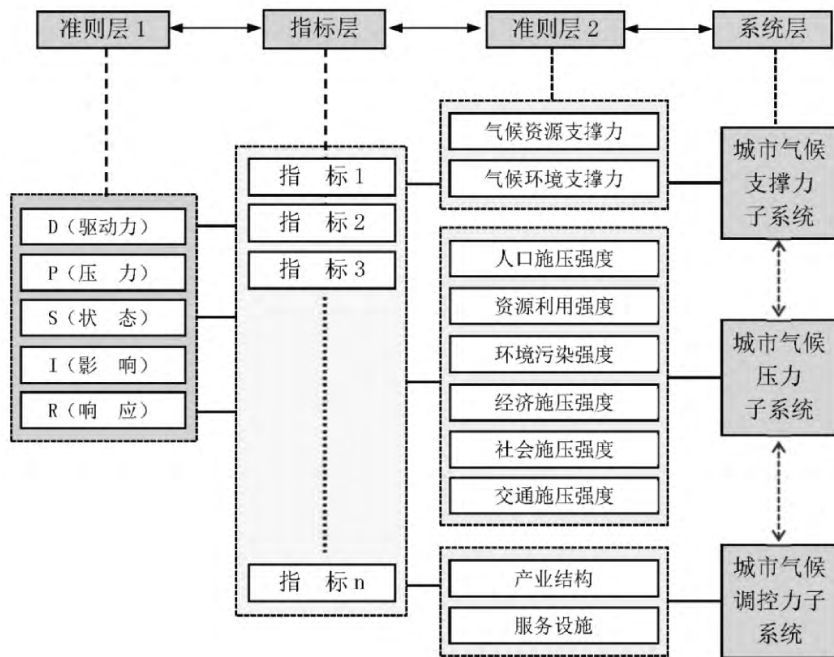 准则层 1
指标层
准则层 2
系统层
D（驱动力）
P（压　力）
S（状　态）
I（影　响）
R（响　应）
指　标 1
指　标 2
指　标 3
指　标 n
气候资源支撑力
气候环境支撑力
人口施压强度
资源利用强度
环境污染强度
经济施压强度
社会施压强度
交通施压强度
产业结构
服务设施
城市气候
支撑力
子系统
城市气候
压力
子系统
城市气候
调控力子
系统